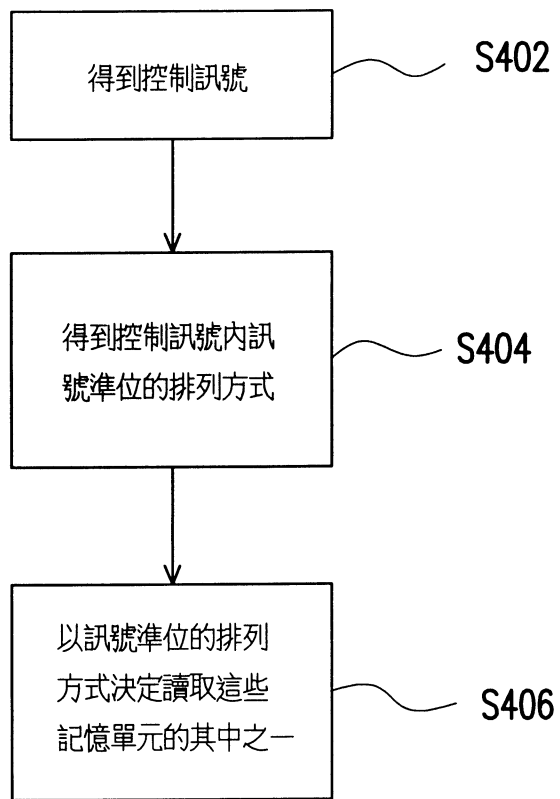 得到控制訊號
S402
得到控制訊號內訊
號準位的排列方式
S404
以訊號準位的排列
方式決定讀取這些
記憶單元的其中之一
S406